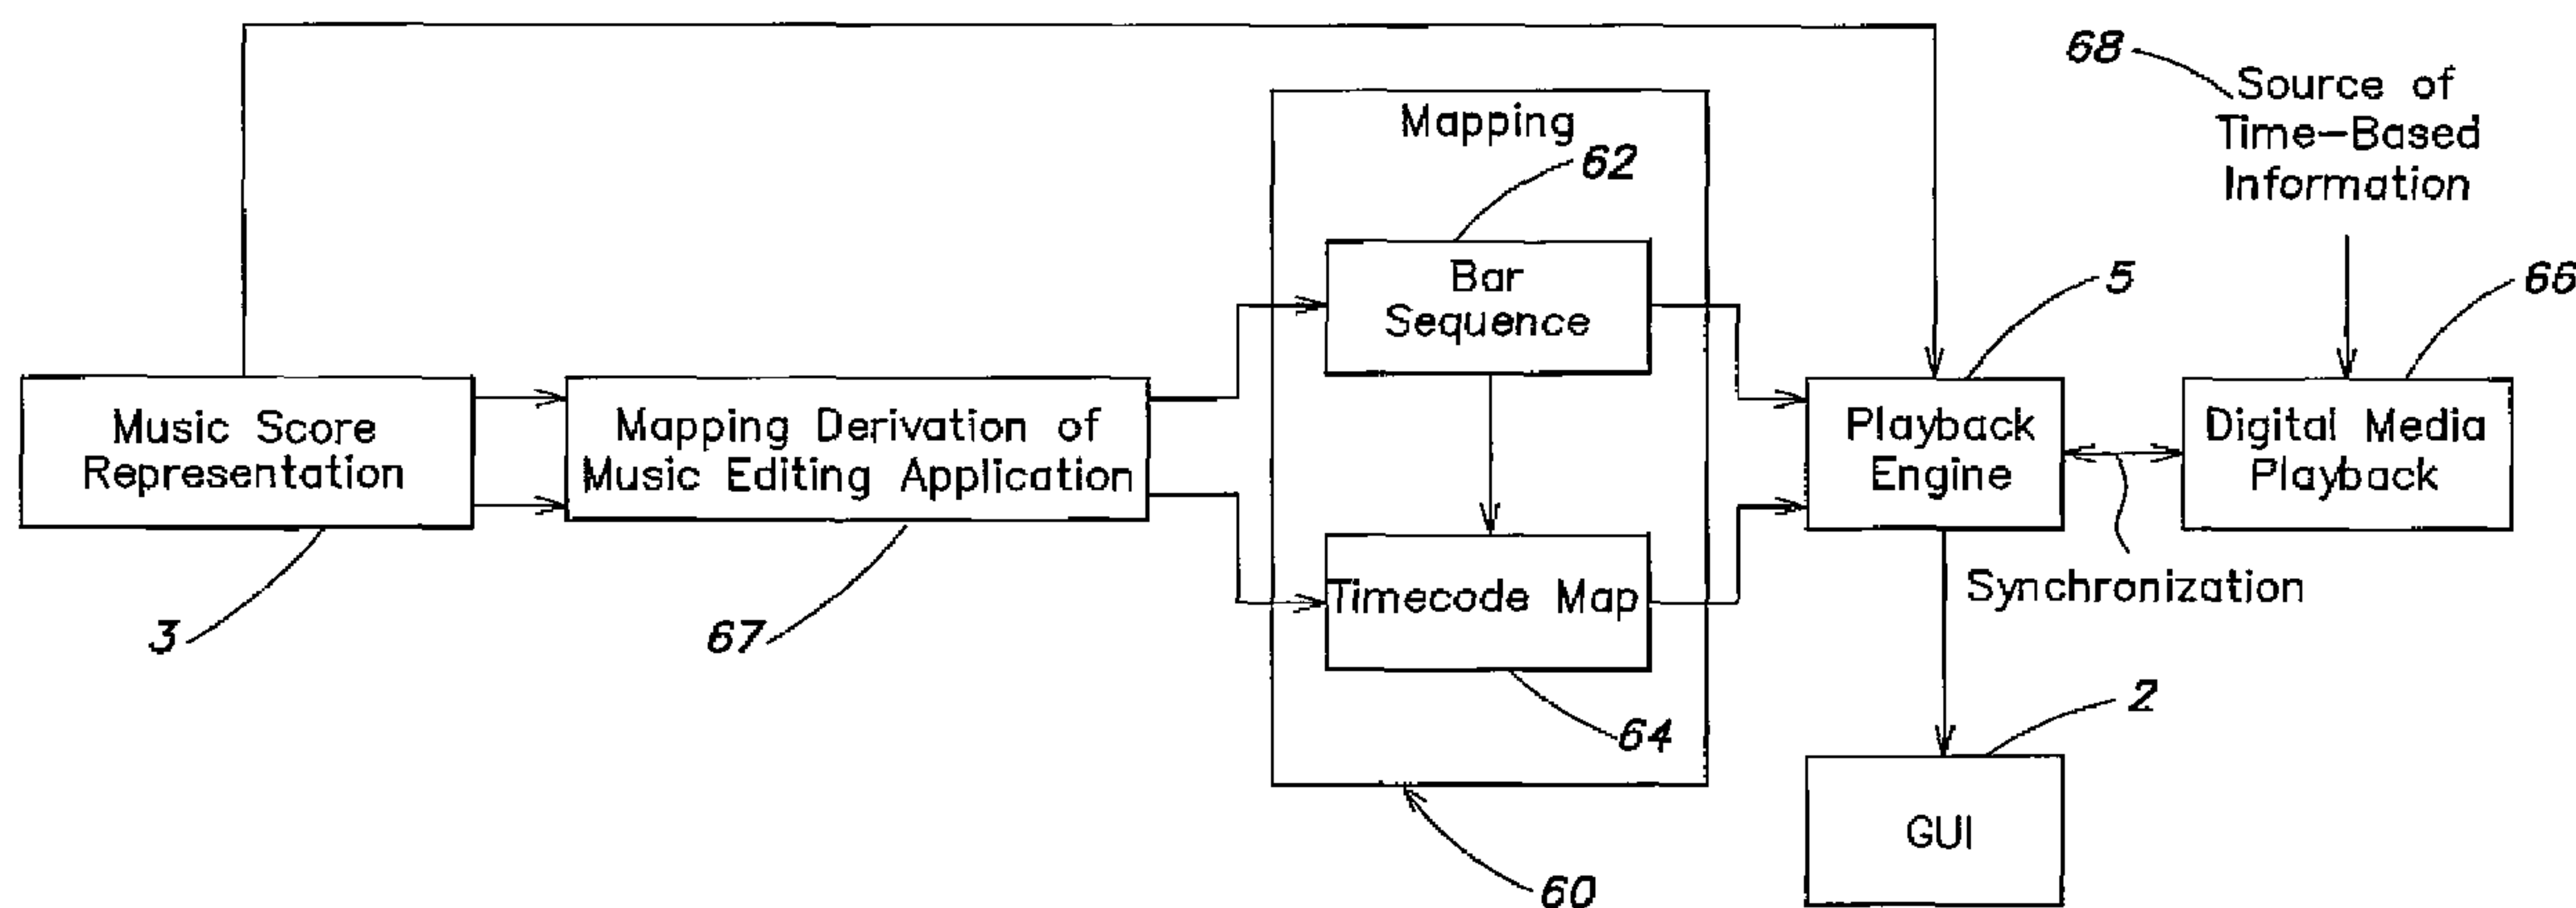 68
Source of
Time-Based
Information
Mapping
62
Bar
Sequence
5
66
Music Score
Representation
Mapping Derivation of
Music Editing Application
Playback
Engine
Digital Media
Playback
Timecode Map
Synchronization
3
67
64
2
GUI
60